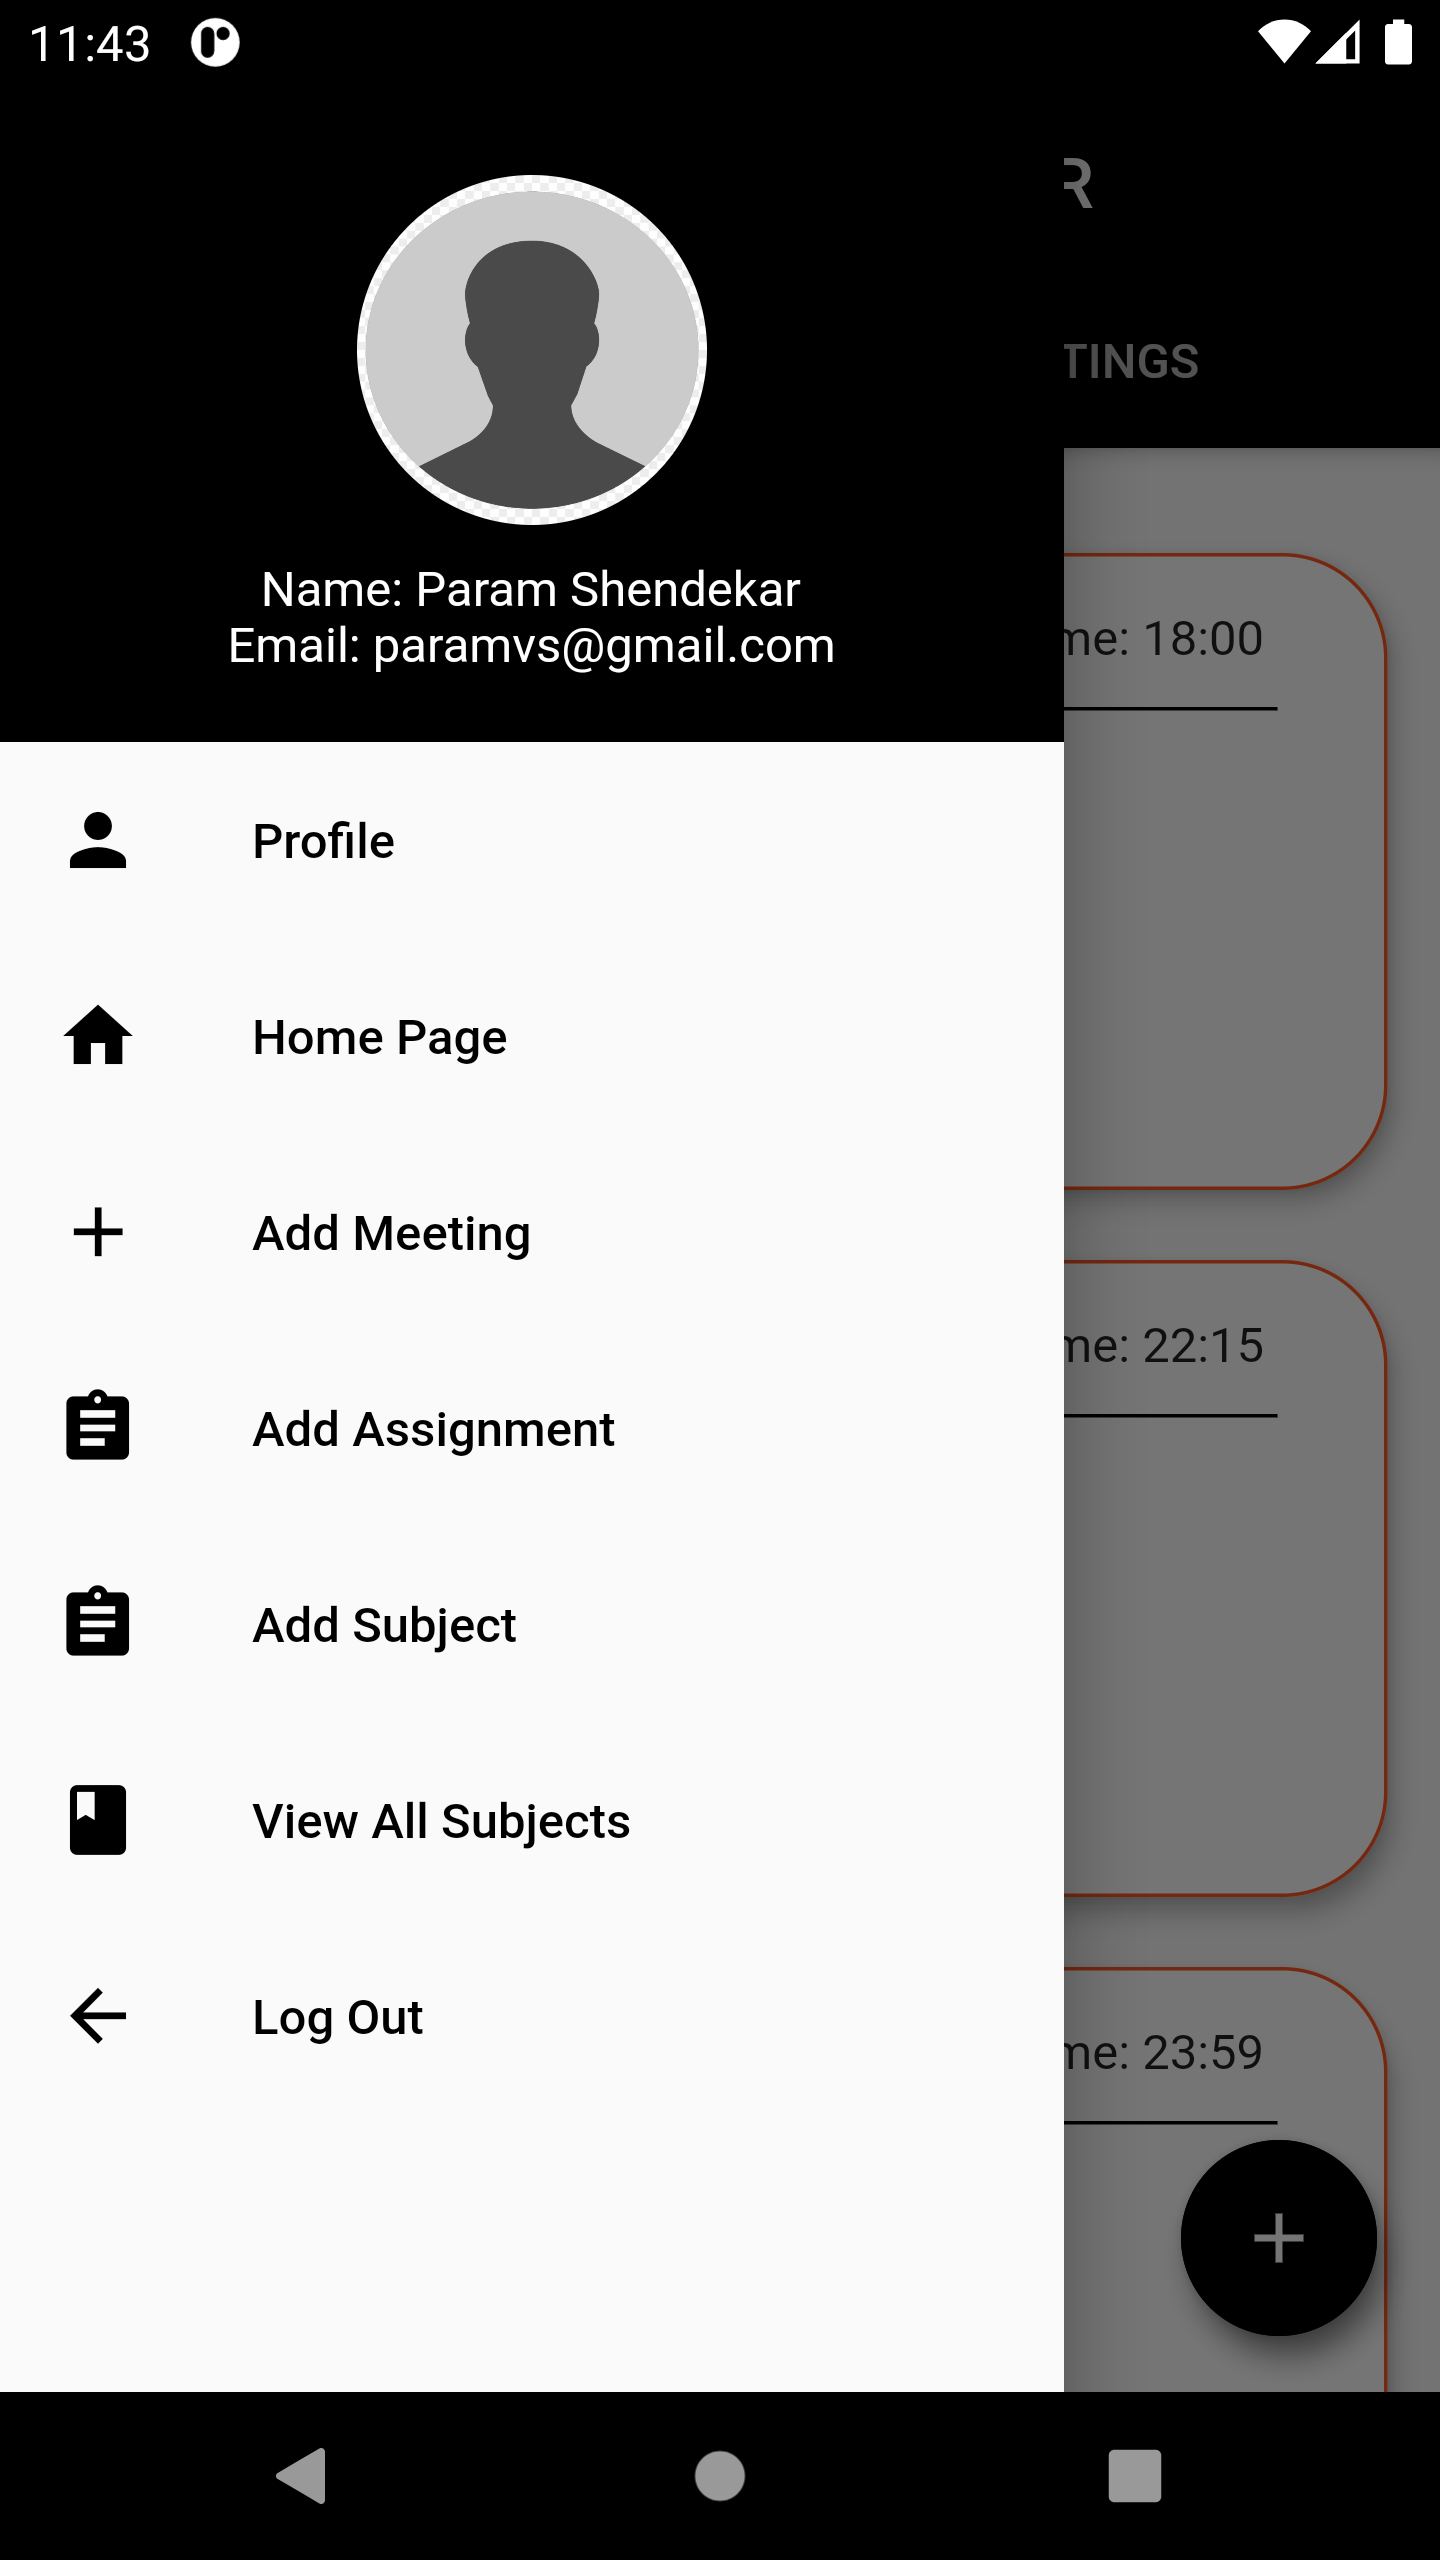 11:43
R
TINGS
Name: Param Shendekar
Email: paramvs@gmail.com
me: 18:00
Profile
Home Page
Add Meeting
me: 22:15
Add Assignment
Add Subject
View All Subjects
Log Out
me: 23:59